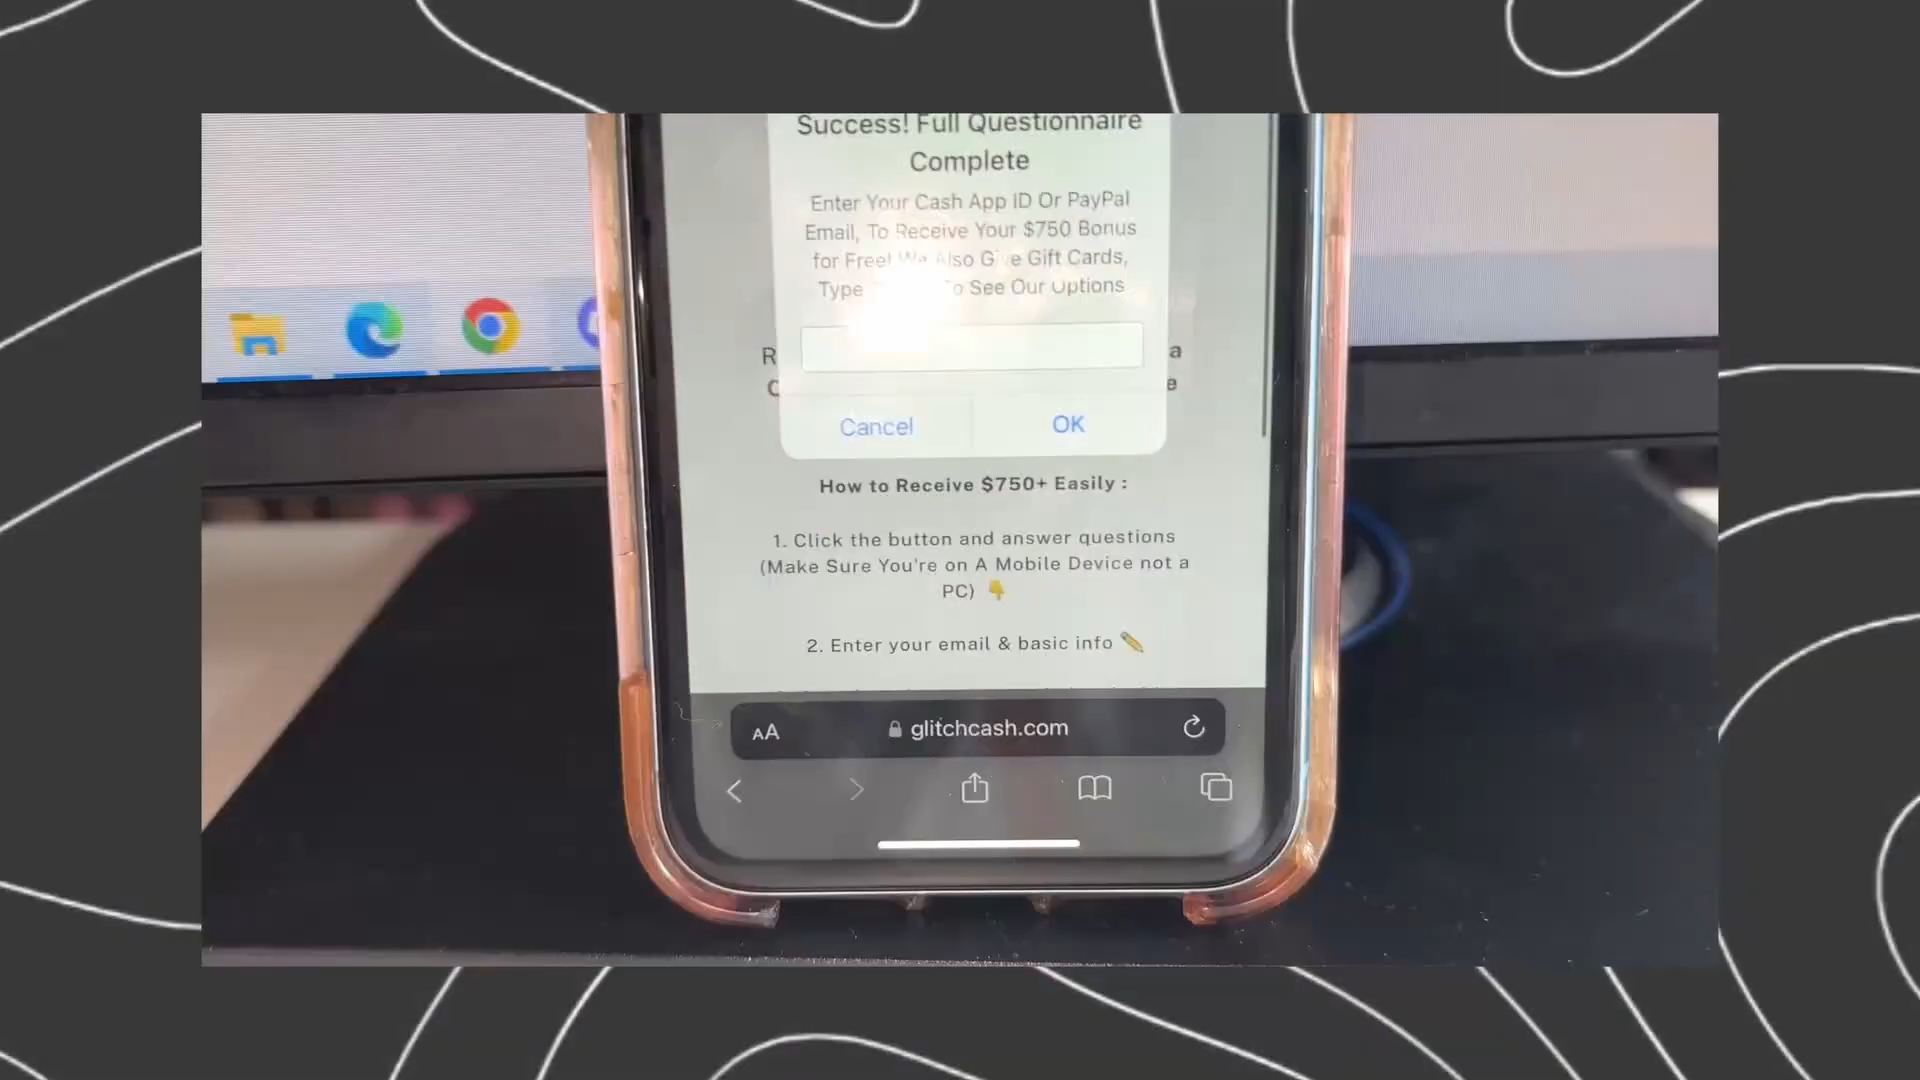 Success! Full Questionnaire
Complete
Enter Your Cash App ID Or PayPal
Email, To Receive Your $750 Bonus
for Free! We Also Give Gift Cards,
Type To See Our Options
R a
C e
Cancel OK
How to Receive $750+ Easily :
1. Click the button and answer questions
(Make Sure You're on A Mobile Device not a
PC) 👇
2. Enter your email & basic info ✏️
AA glitchcash.com